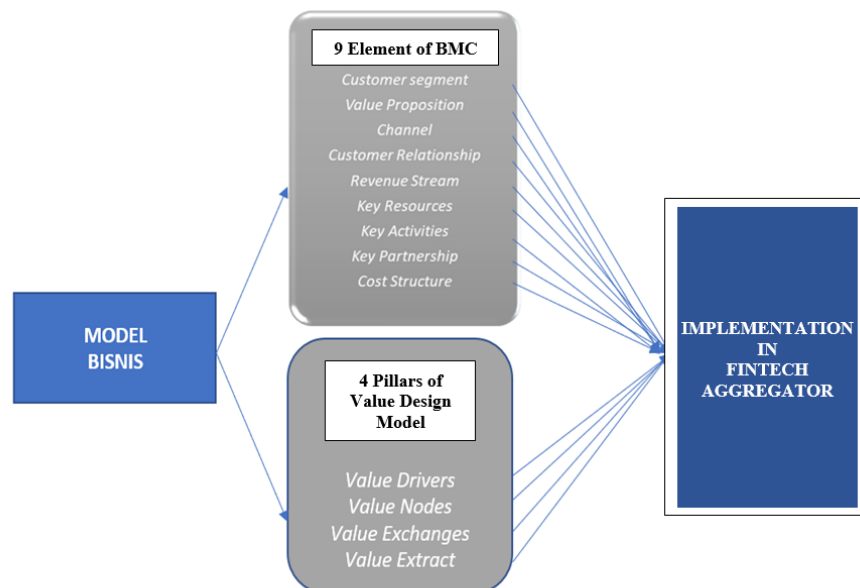 MODEL
BISNIS
9 Element of BMC
Customer segment
Value Proposition
Channel
Customer Relationship
Revenue Stream
Key Resources
Key Activities
Key Partnership
Cost Structure
4 Pillars of
Value Design
Model
Value Drivers
Value Nodes
Value Exchanges
Value Extract
IMPLEMENTATION
IN
FINTECH
AGGREGATOR